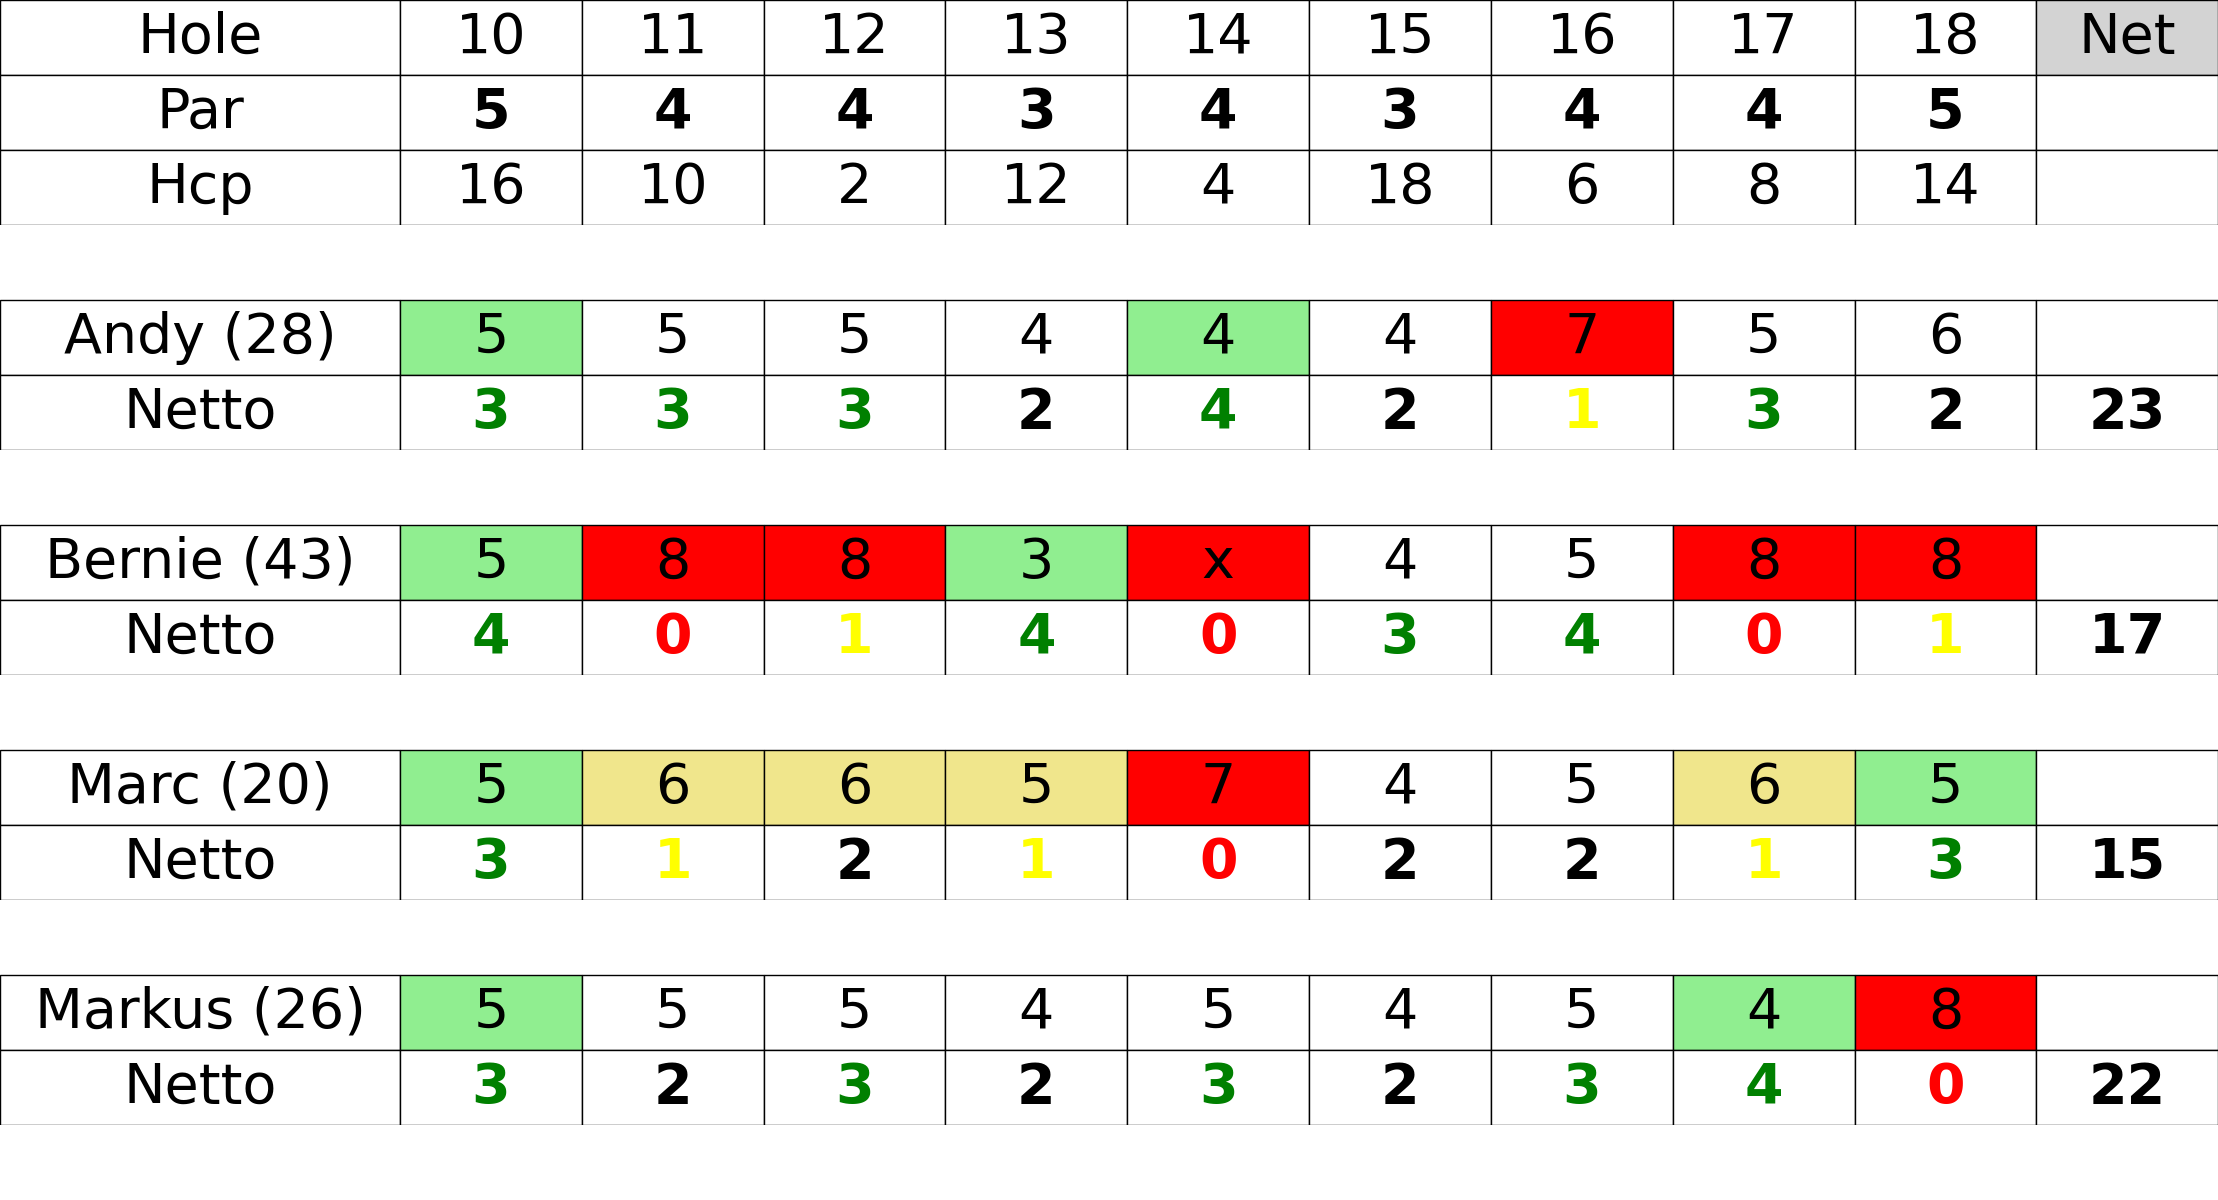 Hole 10 11 12 13 14 15 16 17 18 Net
Par 5 4 4 3 4 3 4 4 5
Hcp 16 10 2 12 4 18 6 8 14
Andy (28) 5 5 5 4 4 4 7 5 6
Netto 3 3 3 2 4 2 1 3 2 23
Bernie (43) 5 8 8 3 x 4 5 8 8
Netto 4 0 1 4 0 3 4 0 1 17
Marc (20) 5 6 6 5 7 4 5 6 5
Netto 3 1 2 1 0 2 2 1 3 15
Markus (26) 5 5 5 4 5 4 5 4 8
Netto 3 2 3 2 3 2 3 4 0 22